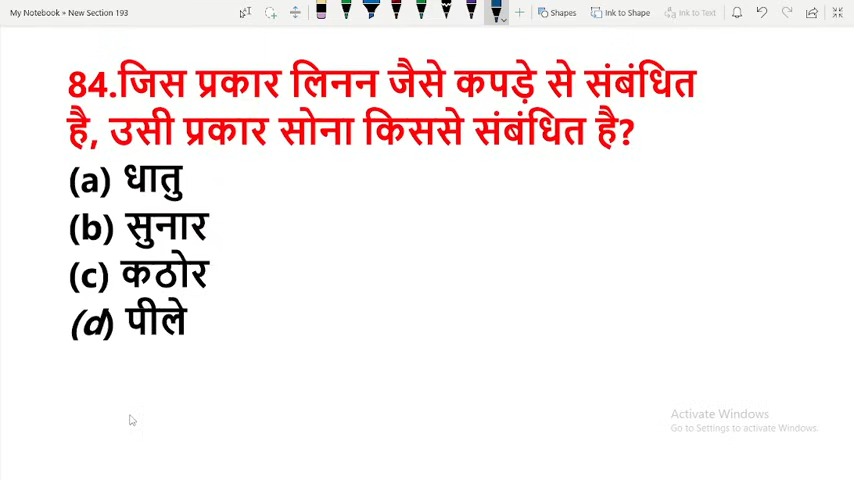 My Notebook » New Section 193
Shapes Ink to Shape Ink to Text
84.जिस प्रकार लिनन जैसे कपड़े से संबंधित
है, उसी प्रकार सोना किससे संबंधित है?
(a) धातु
(b) सुनार
(c) कठोर
(d) पीले
Activate Windows
Go to Settings to activate Windows.